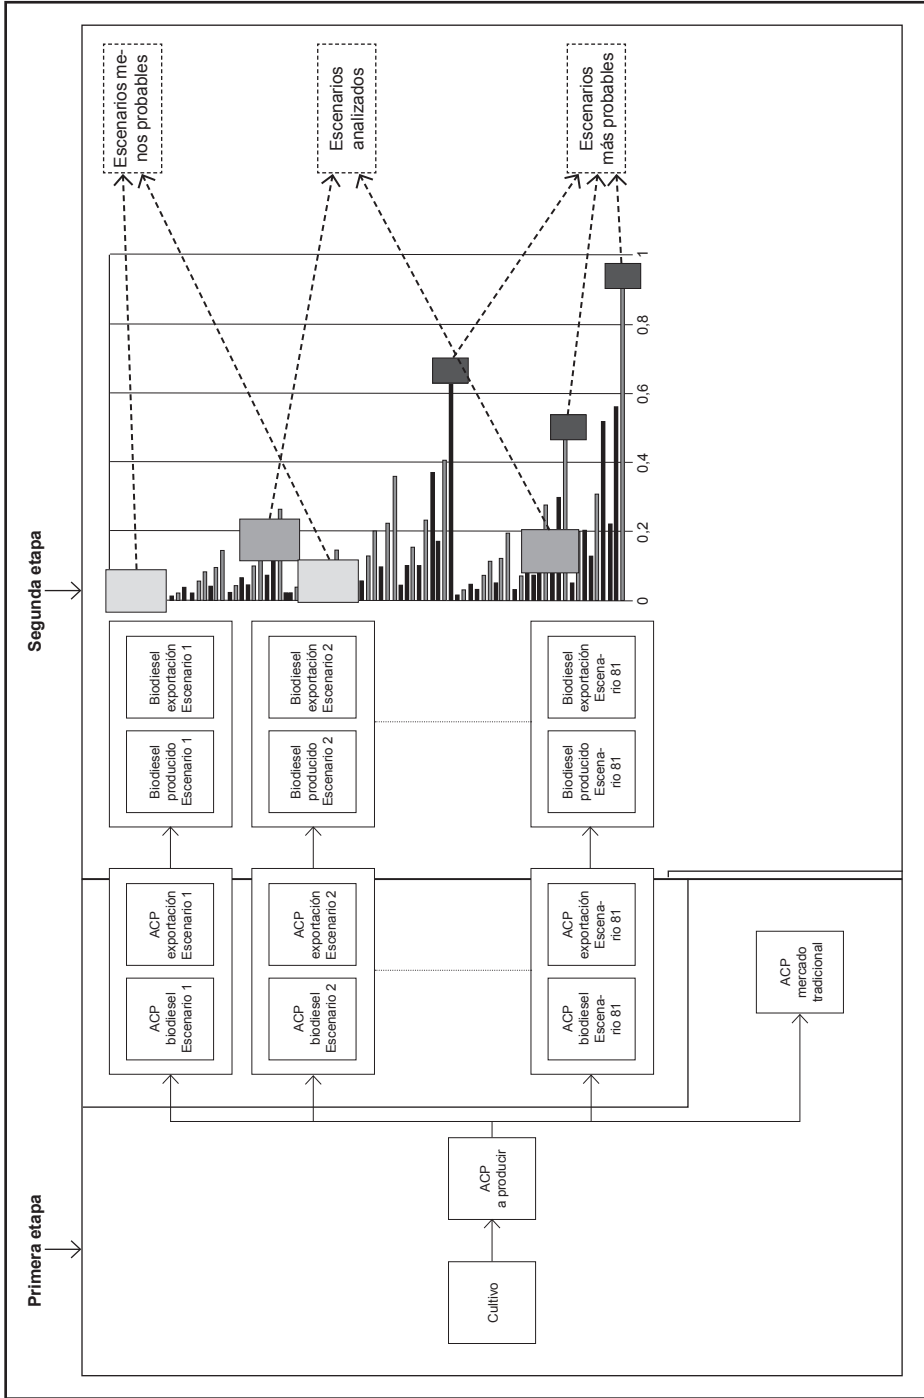 Primera etapa
Segunda etapa
Cultivo
ACP
a producir
ACP
biodiesel
Escenario 1
ACP
exportación
Escenario 1
ACP
biodiesel
Escenario 2
ACP
exportación
Escenario 2
ACP
biodiesel
Escena-
rio 81
ACP
exportación
Escena-
rio 81
ACP
mercado
tradicional
Biodiesel
producido
Escenario 1
Biodiesel
exportación
Escenario 1
Biodiesel
producido
Escenario 2
Biodiesel
exportación
Escenario 2
Biodiesel
producido
Escena-
rio 81
Biodiesel
exportación
Escena-
rio 81
0
0,2
0,4
0,6
0,8
1
Escenarios me-
nos probables
Escenarios
analizados
Escenarios
más probables